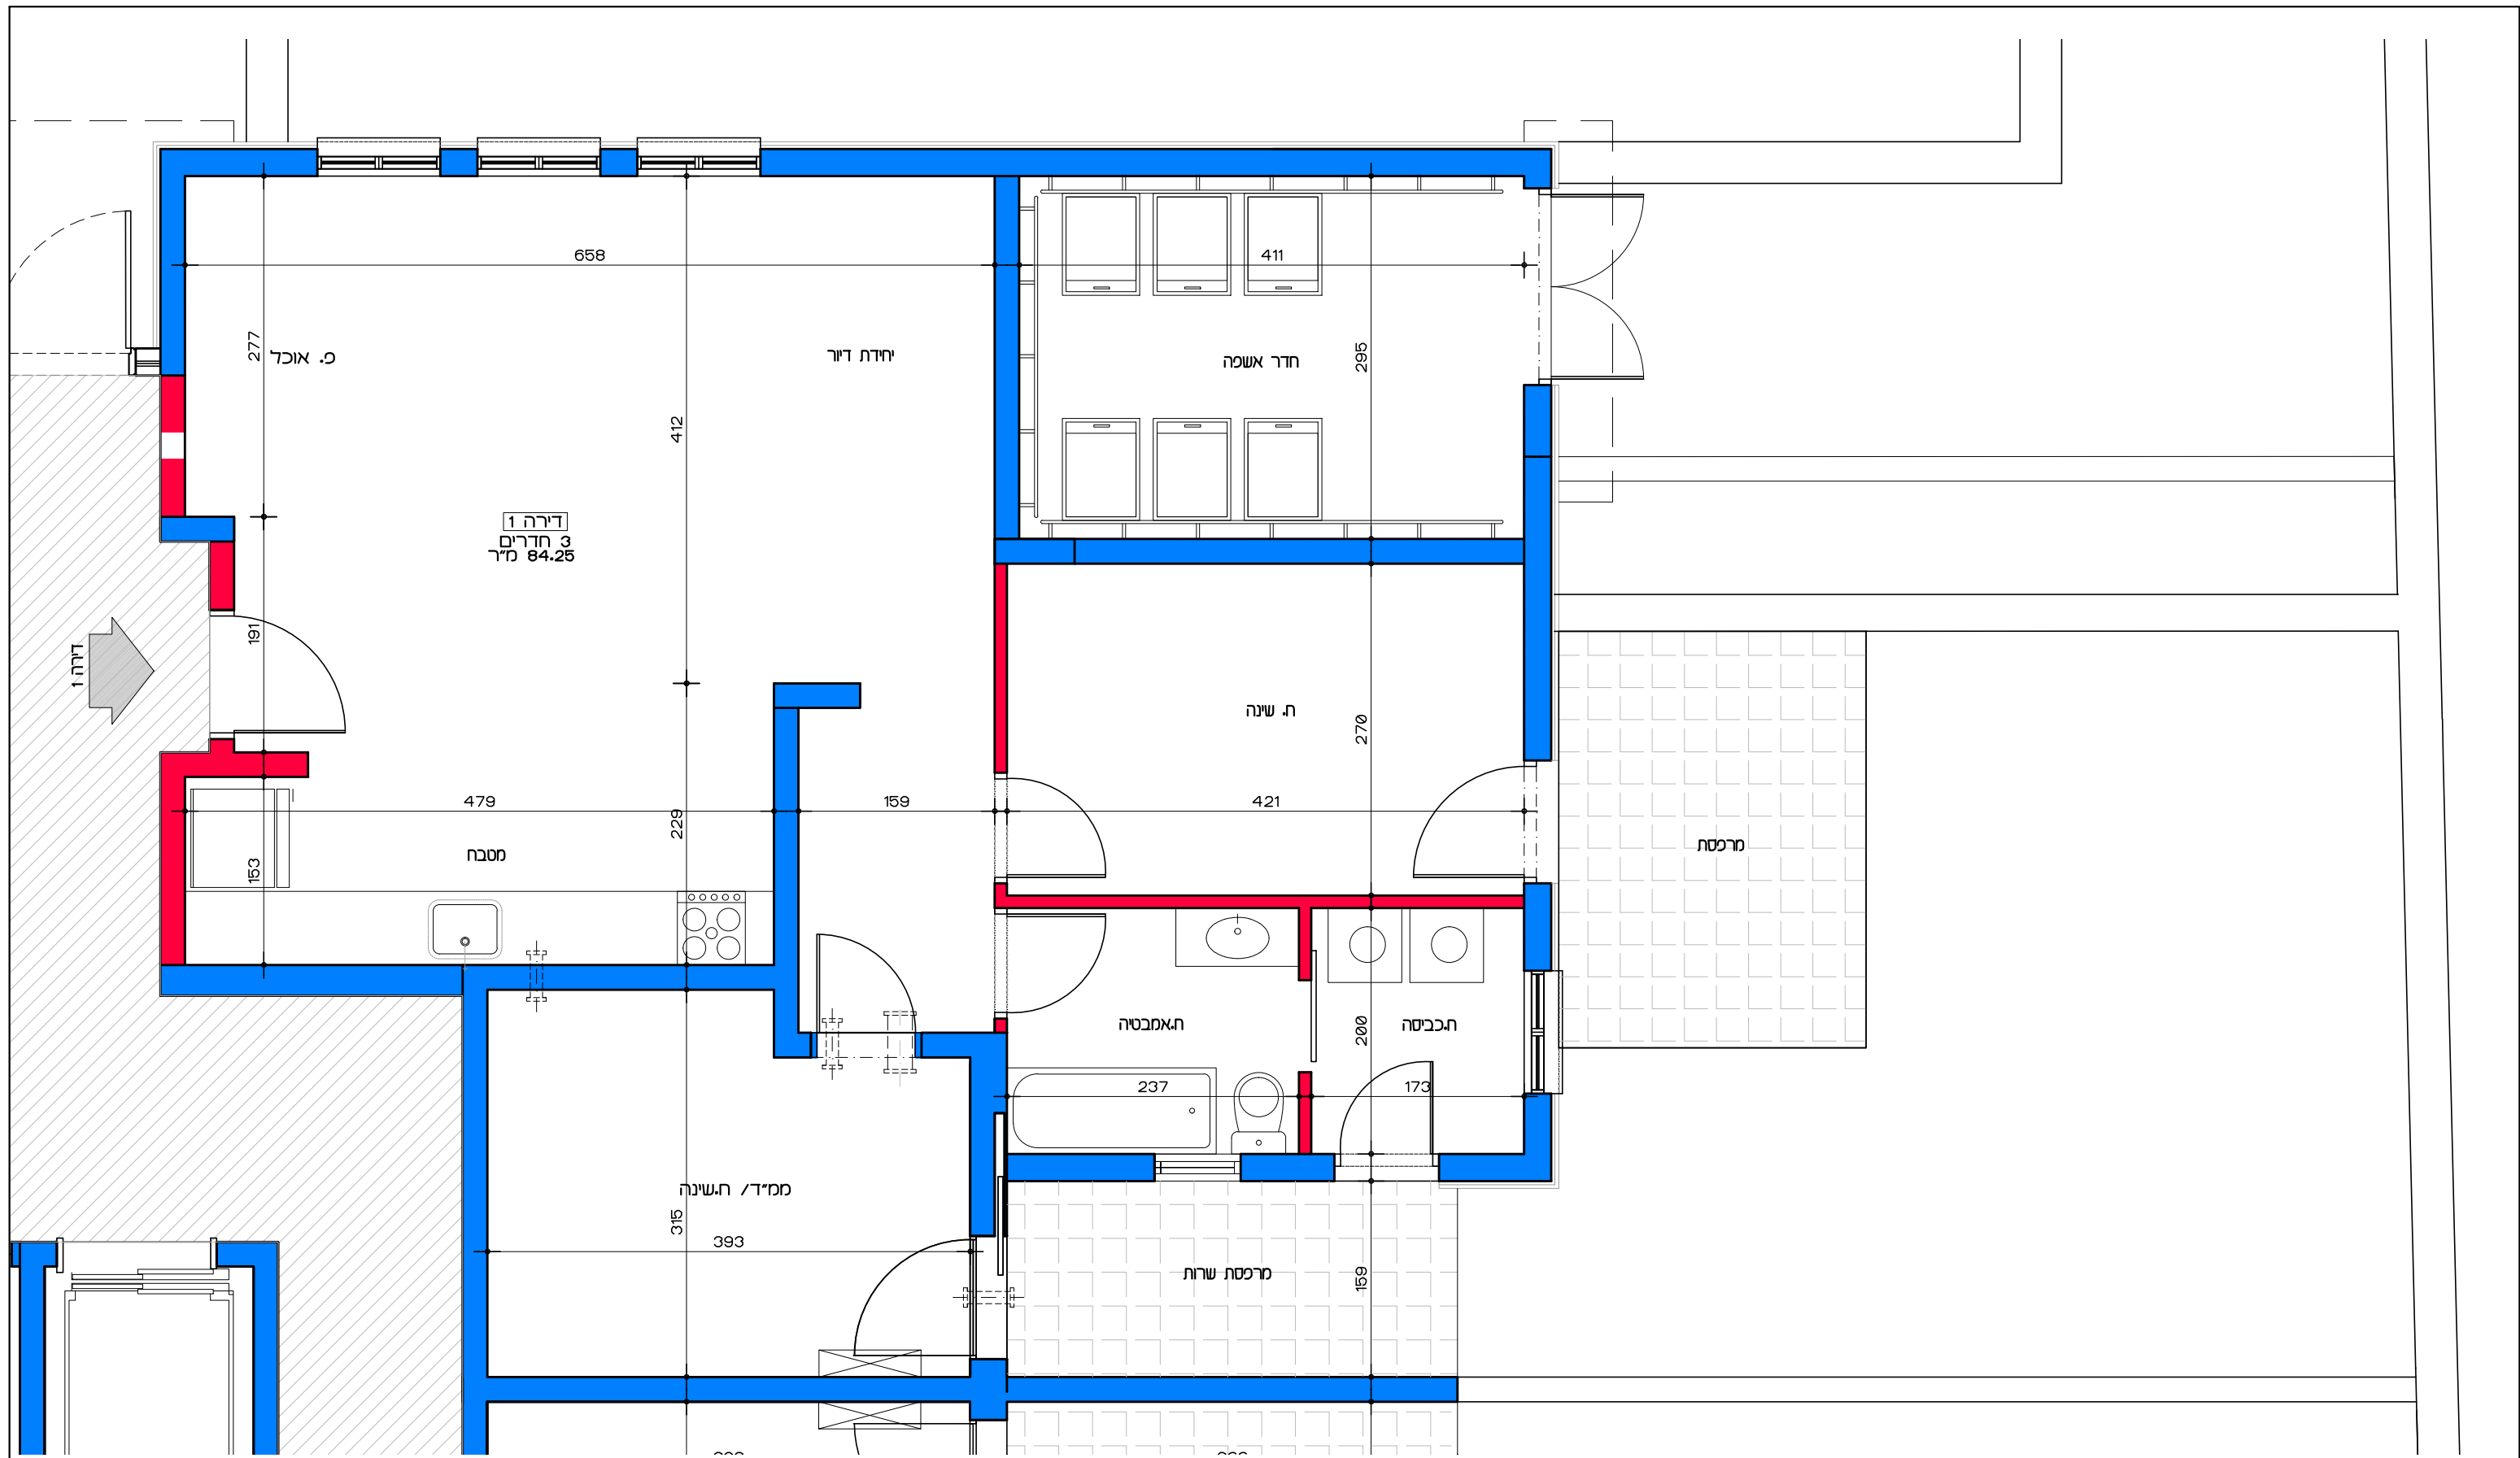 658
411
277
פ. אוכל
יחידת דיור
חדר אשפה
295
412
דירה 1
3 חדרים
84.25 מ״ר
191
דירה 1
ח. שינה
270
479
159
421
229
מטבח
153
מרפסת
ח.אמבטיה
ח.כביסה
200
237
173
ממ״ד/ ח.שינה
315
393
מרפסת שרות
159